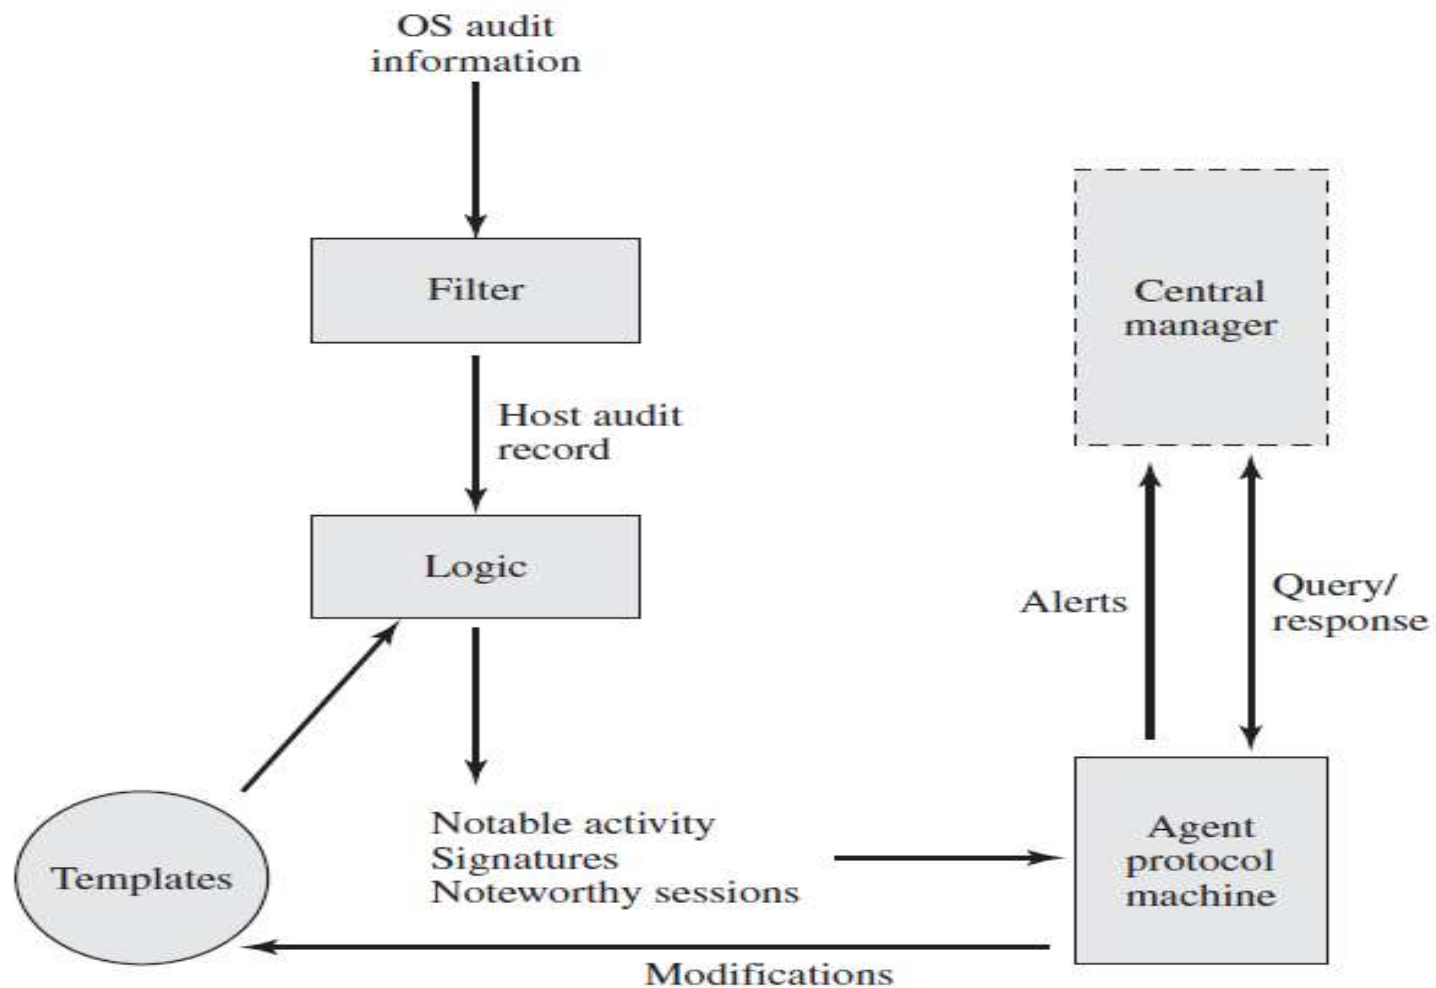 OS audit
information
Filter
Host audit
record
Logic
Templates
Notable activity
Signatures
Noteworthy sessions
Central
manager
Alerts
Query/
response
Agent
protocol
machine
Modifications